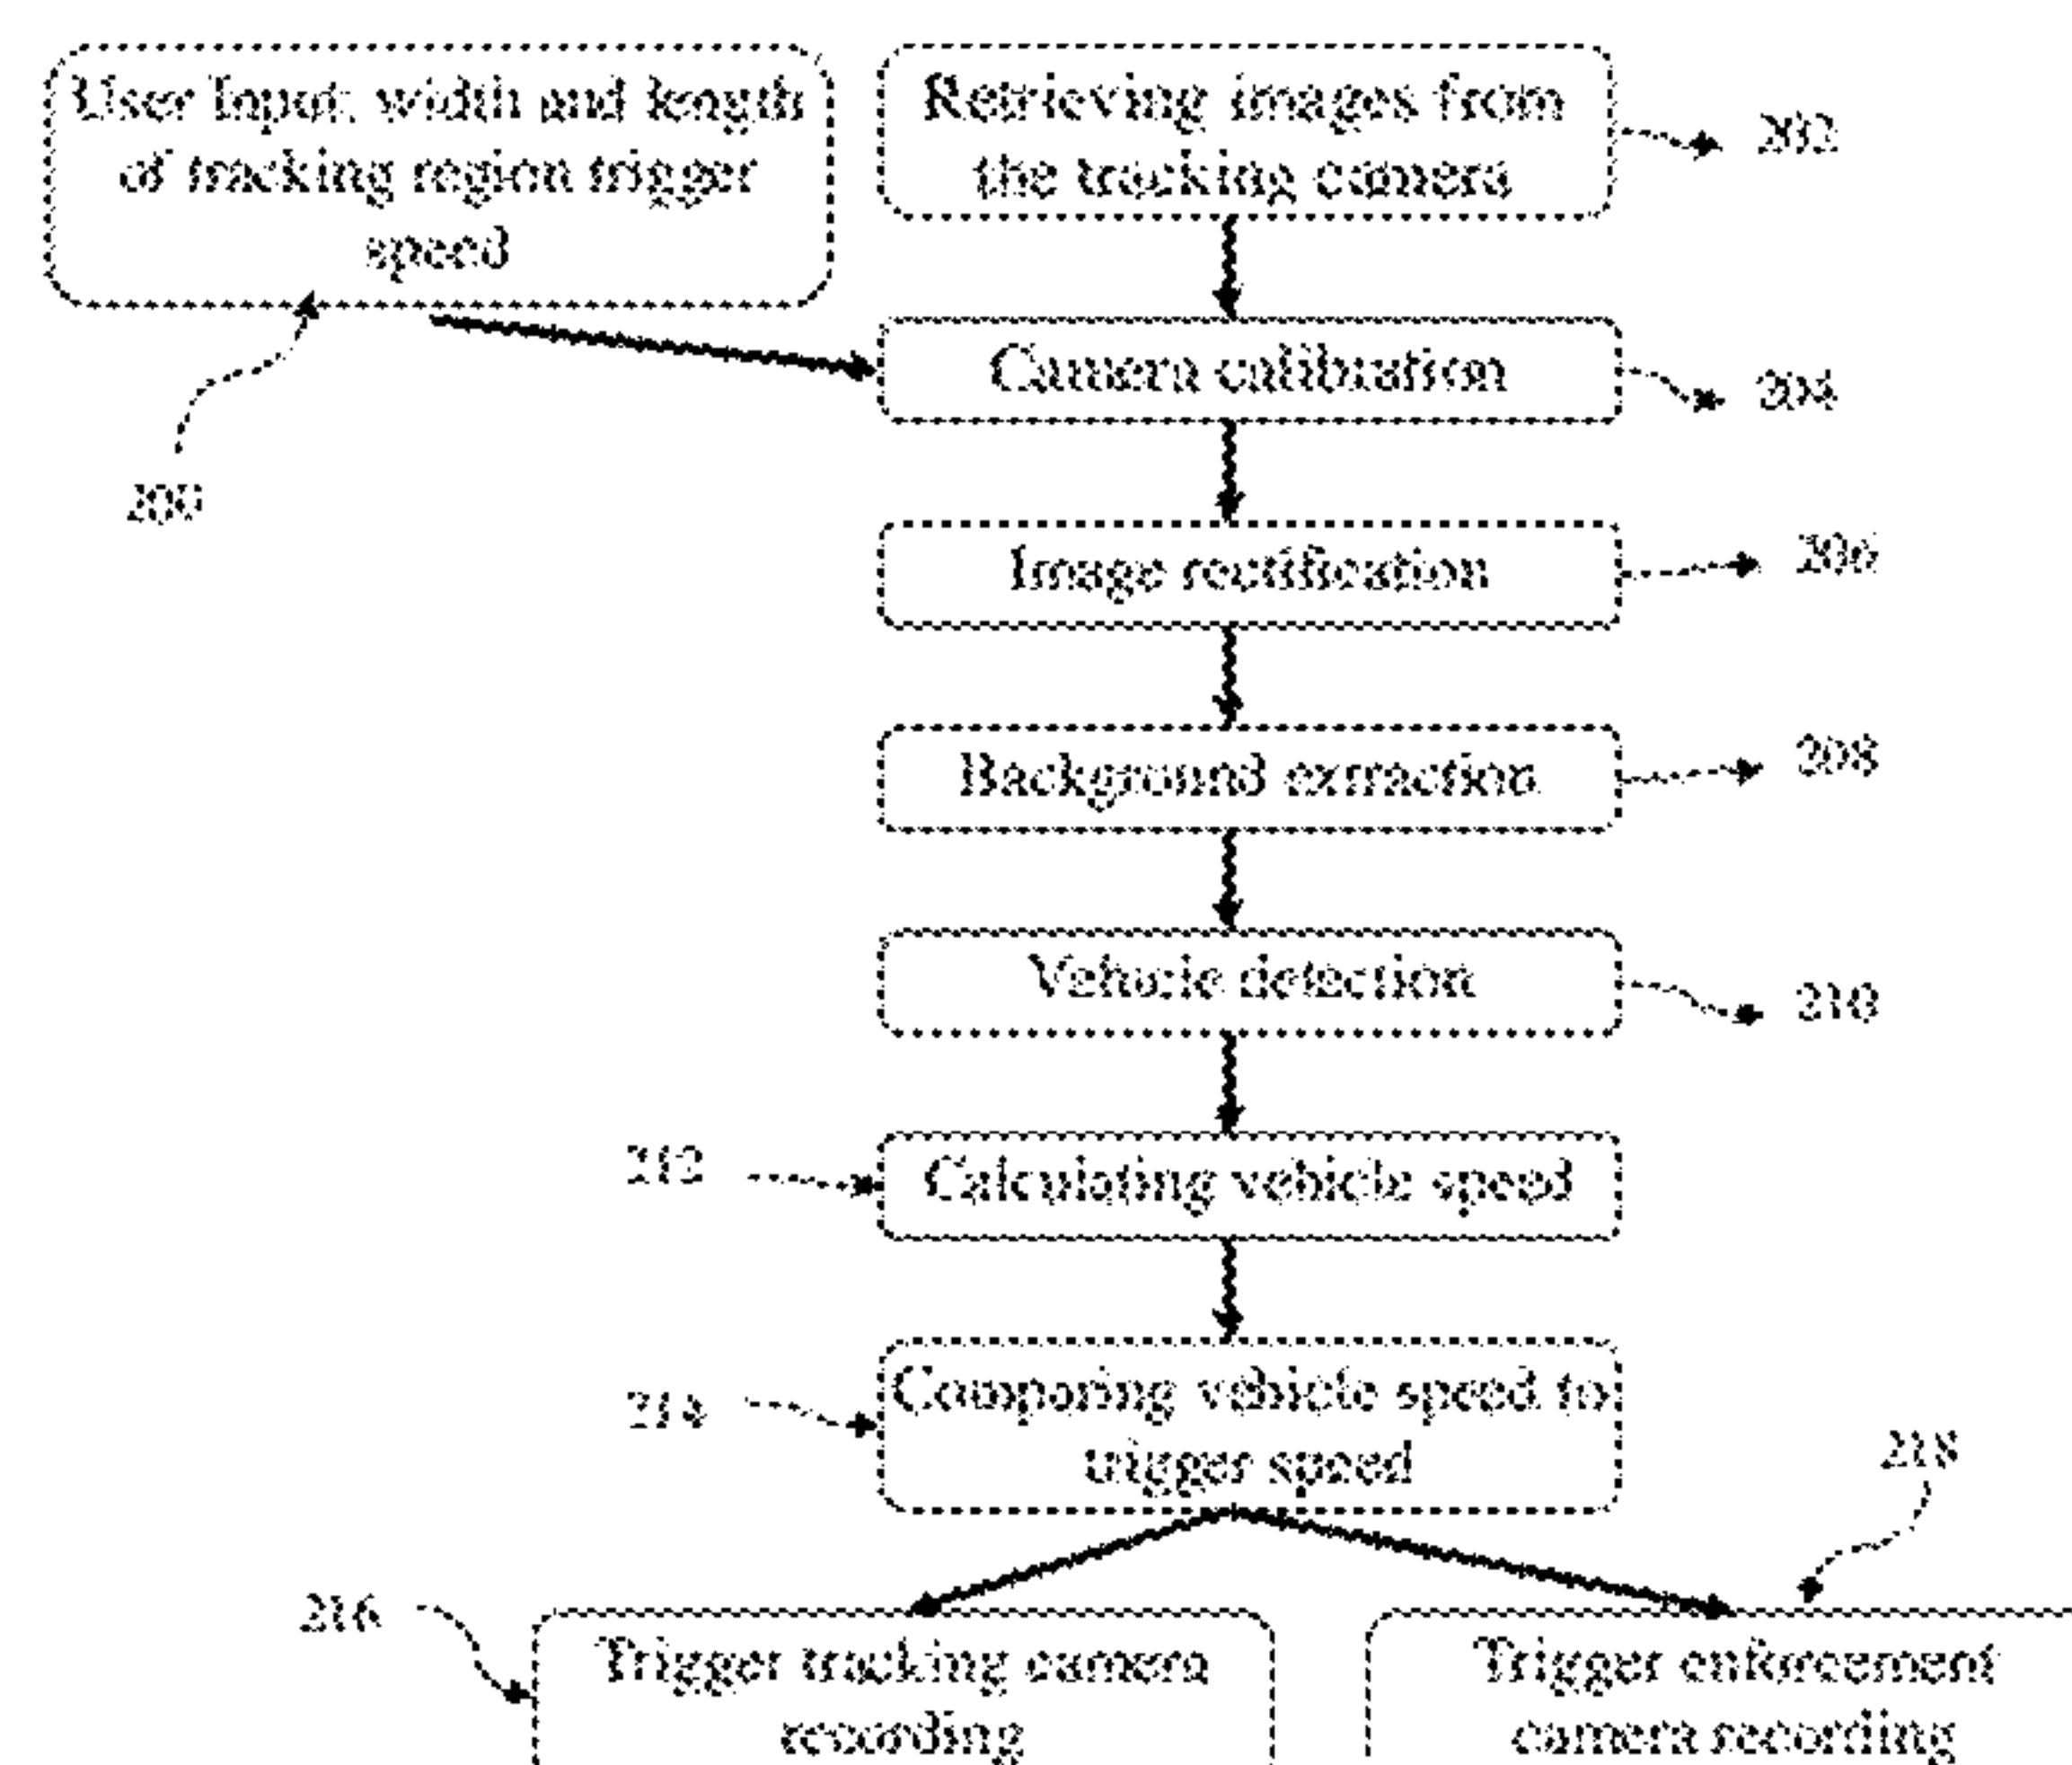 User Input, width and length
of tracking region trigger
speed
200
Retrieving images from
the tracking camera
202
Camera calibration
204
Image rectification
206
Background extraction
208
Vehicle detection
210
212
Calculating vehicle speed
214
Comparing vehicle speed to
trigger speed
218
216
Trigger tracking camera
recording
Trigger enforcement
camera recording